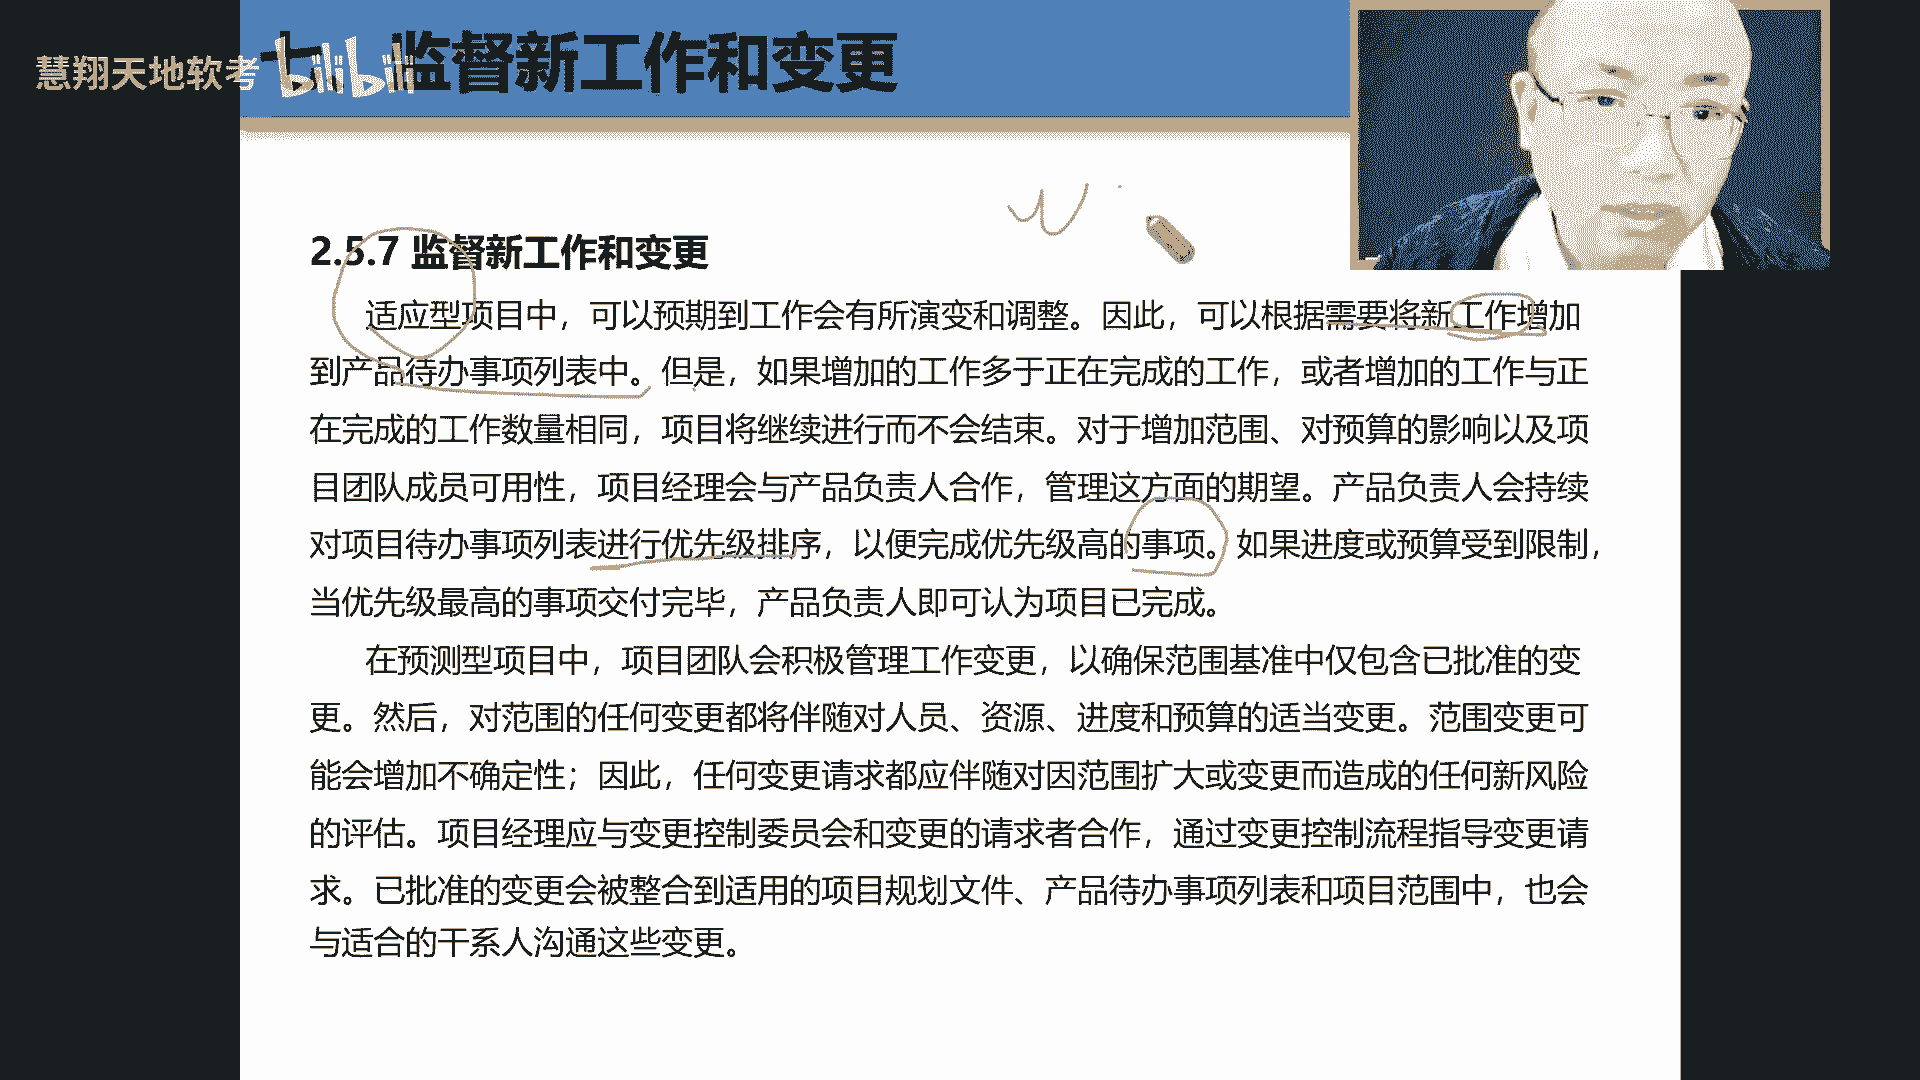 慧翔天地软考
bilibili
七、监督新工作和变更
2.5.7 监督新工作和变更
适应型项目中，可以预期到工作会有所演变和调整。因此，可以根据需要将新工作增加
到产品待办事项列表中。但是，如果增加的工作多于正在完成的工作，或者增加的工作与正
在完成的工作数量相同，项目将继续进行而不会结束。对于增加范围、对预算的影响以及项
目团队成员可用性，项目经理会与产品负责人合作，管理这方面的期望。产品负责人会持续
对项目待办事项列表进行优先级排序，以便完成优先级高的事项。如果进度或预算受到限制，
当优先级最高的事项交付完毕，产品负责人即可认为项目已完成。
在预测型项目中，项目团队会积极管理工作变更，以确保范围基准中仅包含已批准的变
更。然后，对范围的任何变更都将伴随对人员、资源、进度和预算的适当变更。范围变更可
能会增加不确定性；因此，任何变更请求都应伴随对因范围扩大或变更而造成的任何新风险
的评估。项目经理应与变更控制委员会和变更的请求者合作，通过变更控制流程指导变更请
求。已批准的变更会被整合到适用的项目规划文件、产品待办事项列表和项目范围中，也会
与适合的干系人沟通这些变更。